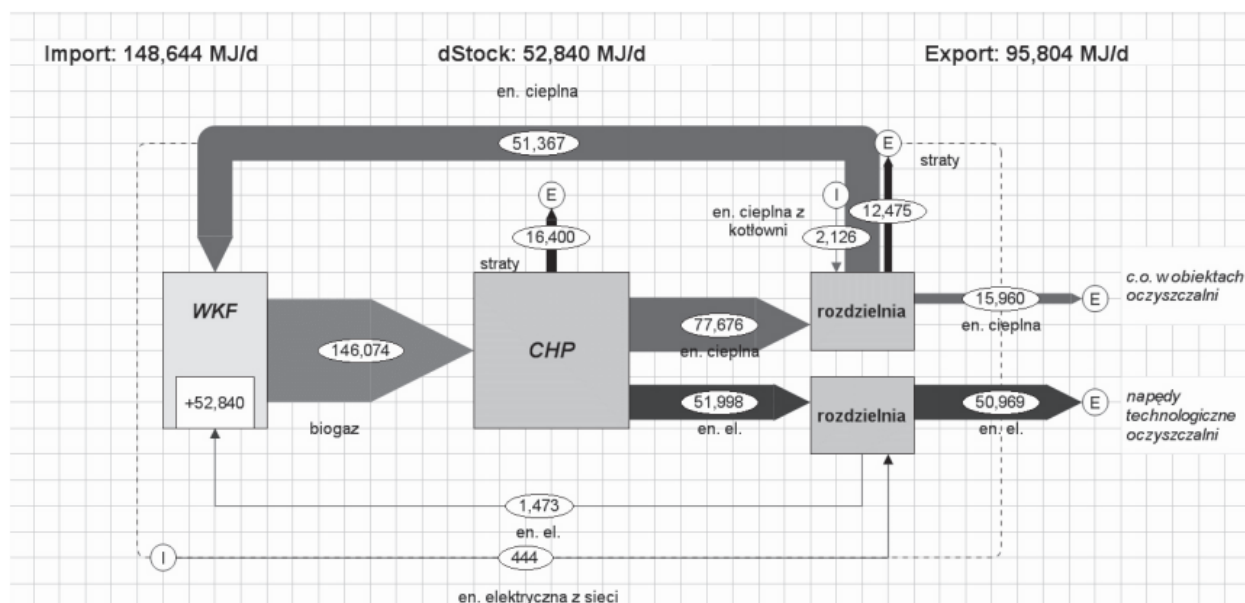 Import: 148,644 MJ/d
dStock: 52,840 MJ/d
Export: 95,804 MJ/d
en. cieplna
51,367
E
straty
E
I
en. cieplna z
kotłowni
12,475
16,400
2,126
straty
WKF
c.o. w obiektach
oczyszczalni
15,960
E
rozdzielnia
77,676
en. cieplna
en. cieplna
146,074
CHP
+52,840
51,998
rozdzielnia
50,969
E
napędy
technologiczne
oczyszczalni
biogaz
en. el.
en. el.
1,473
en. el.
I
444
en. elektryczna z sieci